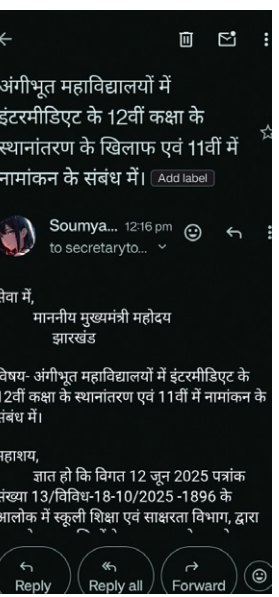 अंगीभूत महाविद्यालयों में
इंटरमीडिएट के 12वीं कक्षा के
स्थानांतरण के खिलाफ एवं 11वीं में
नामांकन के संबंध में। Add label
Soumya... 12:16 pm
to secretaryto...
सेवा में,
माननीय मुख्यमंत्री महोदय
झारखंड
विषय- अंगीभूत महाविद्यालयों में इंटरमीडिएट के
12वीं कक्षा के स्थानांतरण एवं 11वीं में नामांकन के
संबंध में।
महाशय,
ज्ञात हो कि विगत 12 जून 2025 पत्रांक
संख्या 13/विविध-18-10/2025 -1896 के
आलोक में स्कूली शिक्षा एवं साक्षरता विभाग, द्वारा
Reply Reply all Forward